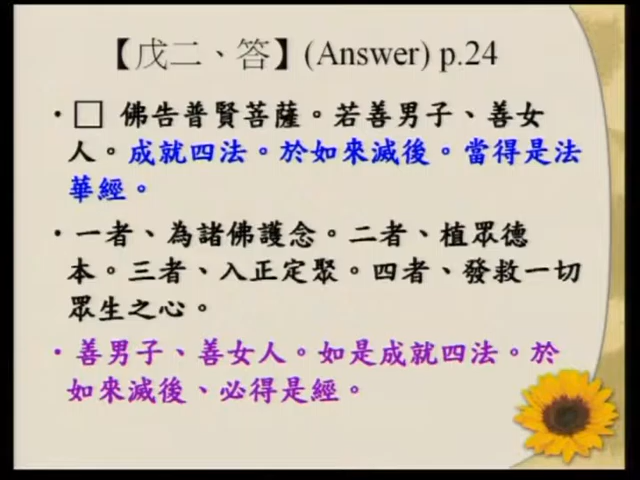 【戊二、答】(Answer) p.24
• □ 佛告普賢菩薩。若善男子、善女
人。成就四法。於如來滅後。當得是法
華經。
• 一者、為諸佛護念。二者、植眾德
本。三者、入正定聚。四者、發救一切
眾生之心。
• 善男子、善女人。如是成就四法。於
如來滅後、必得是經。